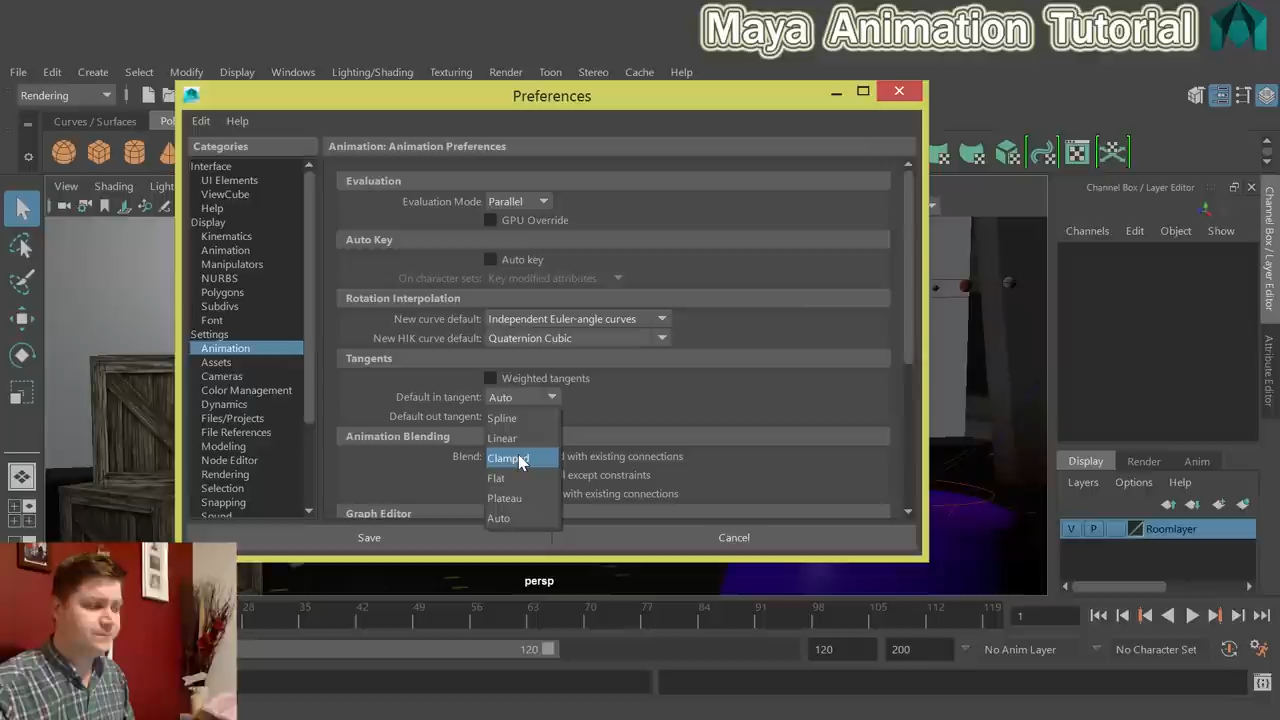 Maya Animation Tutorial
File Edit Create Select Modify Display Windows Lighting/Shading Texturing Render Toon Stereo Cache Help
Rendering
Preferences
Curves / Surfaces
Edit Help
Categories
Animation: Animation Preferences
Interface
UI Elements
ViewCube
Help
Display
Kinematics
Animation
Manipulators
NURBS
Polygons
Subdivs
Font
Settings
Animation
Assets
Cameras
Color Management
Dynamics
Files/Projects
File References
Modeling
Node Editor
Rendering
Selection
Snapping
Sound
Evaluation
Evaluation Mode: Parallel
GPU Override
Auto Key
Auto key
On character sets: Key modified attributes
Rotation Interpolation
New curve default: Independent Euler-angle curves
New HIK curve default: Quaternion Cubic
Tangents
Weighted tangents
Default in tangent: Auto
Default out tangent:
Spline
Linear
Clamped
Flat
Plateau
Auto
Animation Blending
Blend: with existing connections
except constraints
with existing connections
Graph Editor
Save Cancel
View Shading
Channel Box / Layer Editor
Channels Edit Object Show
Channel Box / Layer Editor
Attribute Editor
Display Render Anim
Layers Options Help
V P Roomlayer
persp
28 35 42 49 56 63 70 77 84 91 98 105 112 119
1
120 120 200 No Anim Layer No Character Set